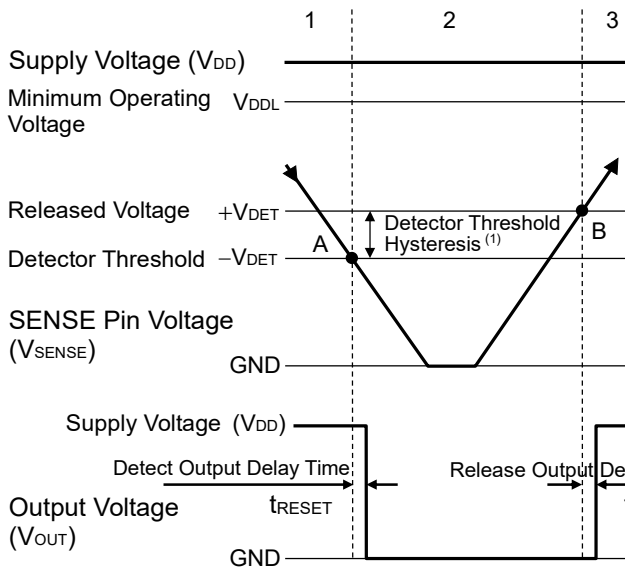 1 2 3
Supply Voltage (VDD)
Minimum Operating VDDL
Voltage
Released Voltage +VDET
Detector Threshold
Hysteresis (1)
A
B
Detector Threshold −VDET
SENSE Pin Voltage
(VSENSE)
GND
Supply Voltage (VDD)
Detect Output Delay Time
Release Output De
tRESET
Output Voltage
(VOUT)
GND